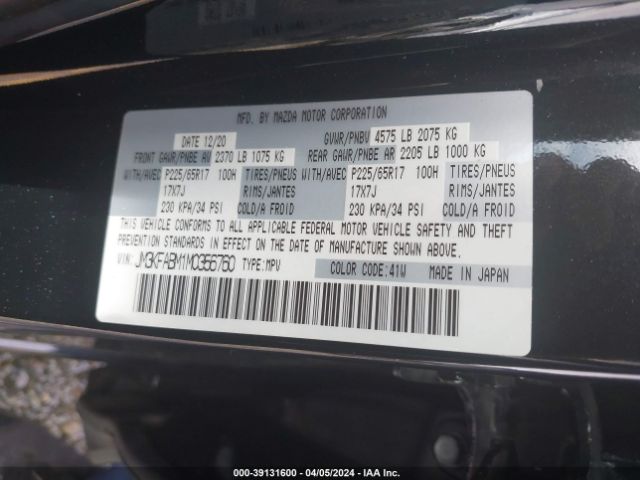 MFD. BY MAZDA MOTOR CORPORATION
DATE 12/20 GVWR/PNBV 4575 LB 2075 KG
FRONT GAWR/PNBE AV 2370 LB 1075 KG REAR GAWR/PNBE AR 2205 LB 1000 KG
WITH/AVEC P225/65R17 100H TIRES/PNEUS WITH/AVEC P225/65R17 100H TIRES/PNEUS
17X7J RIMS/JANTES 17X7J RIMS/JANTES
230 KPA/34 PSI COLD/A FROID 230 KPA/34 PSI COLD/A FROID
THIS VEHICLE CONFORMS TO ALL APPLICABLE FEDERAL MOTOR VEHICLE SAFETY AND THEFT
PREVENTION STANDARDS IN EFFECT ON THE DATE OF MANUFACTURE SHOWN ABOVE.
VIN: JM3KFABM1M0356760 TYPE:MPV COLOR CODE:41W MADE IN JAPAN
000-39131600 - 04/05/2024 - IAA Inc.